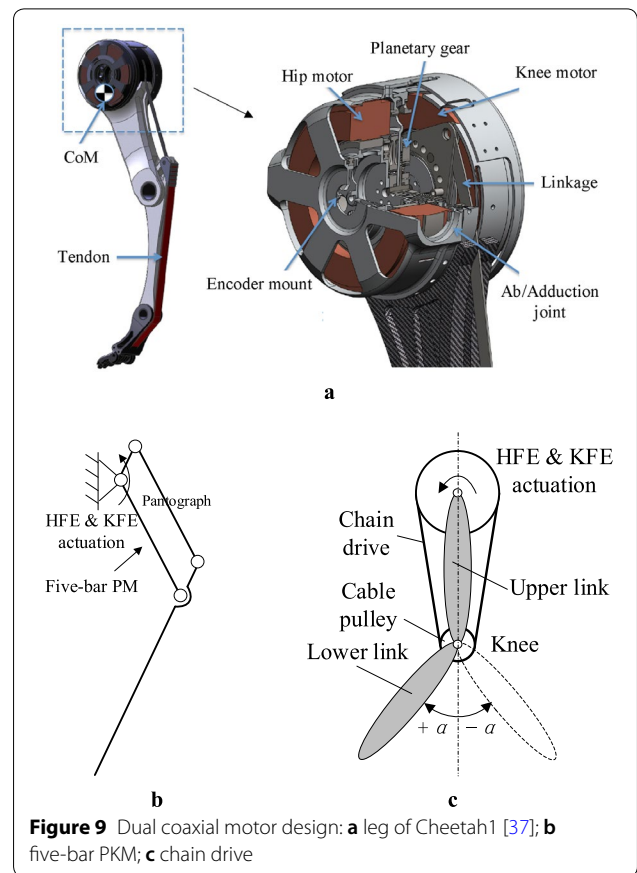 Planetary gear
Hip motor
Knee motor
CoM
Linkage
Tendon
Encoder mount
Ab/Adduction
joint
a
HFE & KFE
actuation
Pantograph
HFE & KFE
actuation
Chain
drive
Five-bar PM
Upper link
Cable
pulley
Knee
Lower link
+ α − α
b c
Figure 9 Dual coaxial motor design: a leg of Cheetah1 [37]; b
five-bar PKM; c chain drive